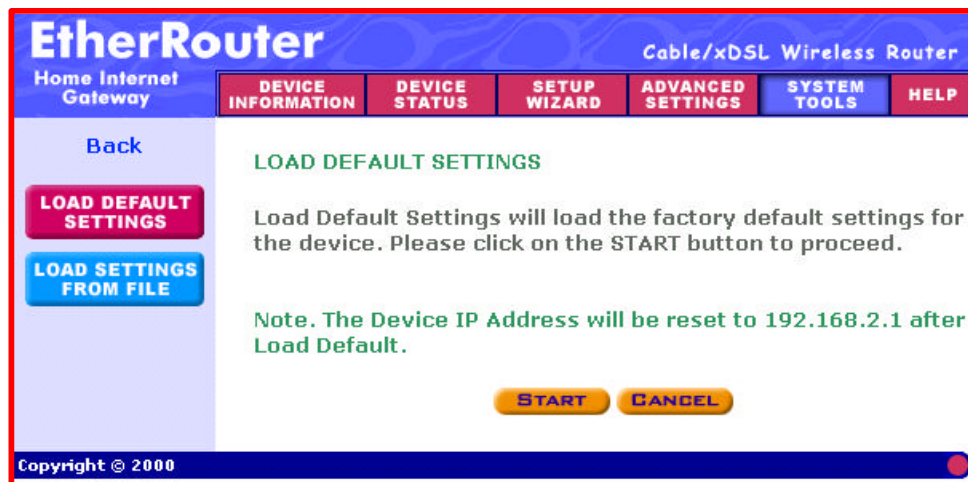 EtherRouter
Cable/xDSL Wireless Router
Home Internet
Gateway
DEVICE
INFORMATION
DEVICE
STATUS
SETUP
WIZARD
ADVANCED
SETTINGS
SYSTEM
TOOLS
HELP
Back
LOAD DEFAULT
SETTINGS
LOAD SETTINGS
FROM FILE
LOAD DEFAULT SETTINGS
Load Default Settings will load the factory default settings for
the device. Please click on the START button to proceed.
Note. The Device IP Address will be reset to 192.168.2.1 after
Load Default.
START
CANCEL
Copyright © 2000